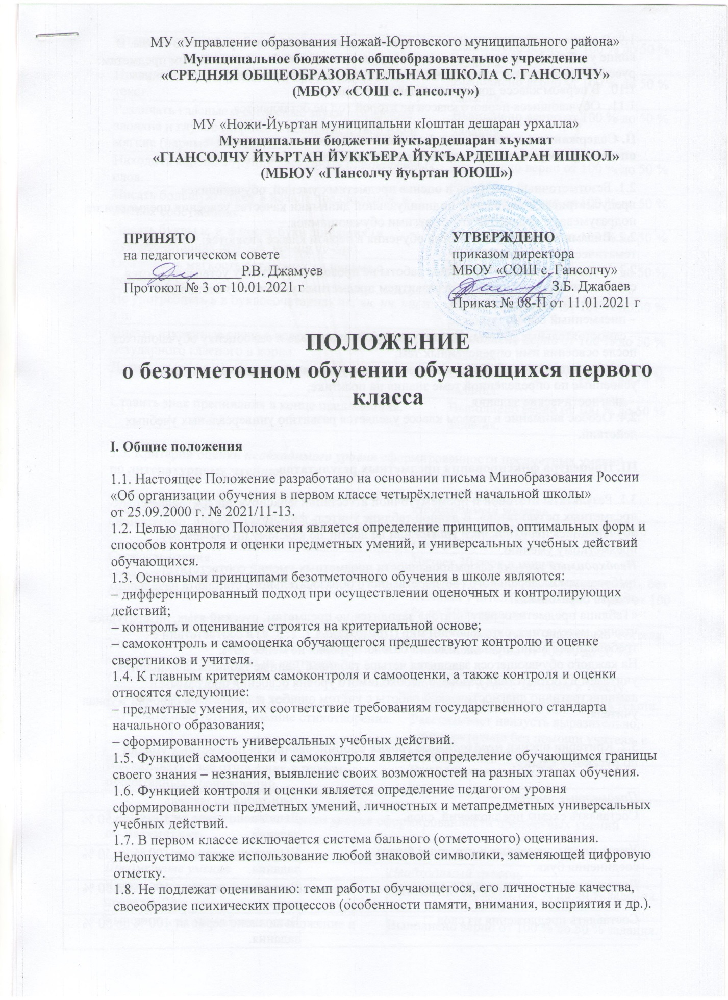 МУ «Управление образования Ножай-Юртовского муниципального района»
Муниципальное бюджетное общеобразовательное учреждение
«СРЕДНЯЯ ОБЩЕОБРАЗОВАТЕЛЬНАЯ ШКОЛА С. ГАНСОЛЧУ»
(МБОУ «СОШ с. Гансолчу»)
МУ «Ножи-Йуьртан муниципальни кIоштан дешаран урхалла»
Муниципальни бюджетни йукъардешаран хьукмат
«ГIАНСОЛЧУ ЙУЬРТАН ЙУККЪЕРА ЙУКЪАРДЕШАРАН ИШКОЛ»
(МБЮУ «ГIансолчу йуьртан ЮЮШ»)
ПРИНЯТО
на педагогическом совете
Р.В. Джамуев
Протокол № 3 от 10.01.2021 г
УТВЕРЖДЕНО
приказом директора
МБОУ «СОШ с. Гансолчу»
З.Б. Джабаев
Приказ № 08-П от 11.01.2021 г
ПОЛОЖЕНИЕ
о безотметочном обучении обучающихся первого
класса
I. Общие положения
1.1. Настоящее Положение разработано на основании письма Минобразования России
«Об организации обучения в первом классе четырёхлетней начальной школы»
от 25.09.2000 г. № 2021/11-13.
1.2. Целью данного Положения является определение принципов, оптимальных форм и
способов контроля и оценки предметных умений, и универсальных учебных действий
обучающихся.
1.3. Основными принципами безотметочного обучения в школе являются:
– дифференцированный подход при осуществлении оценочных и контролирующих
действий;
– контроль и оценивание строятся на критериальной основе;
– самоконтроль и самооценка обучающегося предшествуют контролю и оценке
сверстников и учителя.
1.4. К главным критериям самоконтроля и самооценки, а также контроля и оценки
относятся следующие:
– предметные умения, их соответствие требованиям государственного стандарта
начального образования;
– сформированность универсальных учебных действий.
1.5. Функцией самооценки и самоконтроля является определение обучающимся границы
своего знания – незнания, выявление своих возможностей на разных этапах обучения.
1.6. Функцией контроля и оценки является определение педагогом уровня
сформированности предметных умений, личностных и метапредметных универсальных
учебных действий.
1.7. В первом классе исключается система бального (отметочного) оценивания.
Недопустимо также использование любой знаковой символики, заменяющей цифровую
отметку.
1.8. Не подлежат оцениванию: темп работы обучающегося, его личностные качества,
своеобразие психических процессов (особенности памяти, внимания, восприятия и др.).